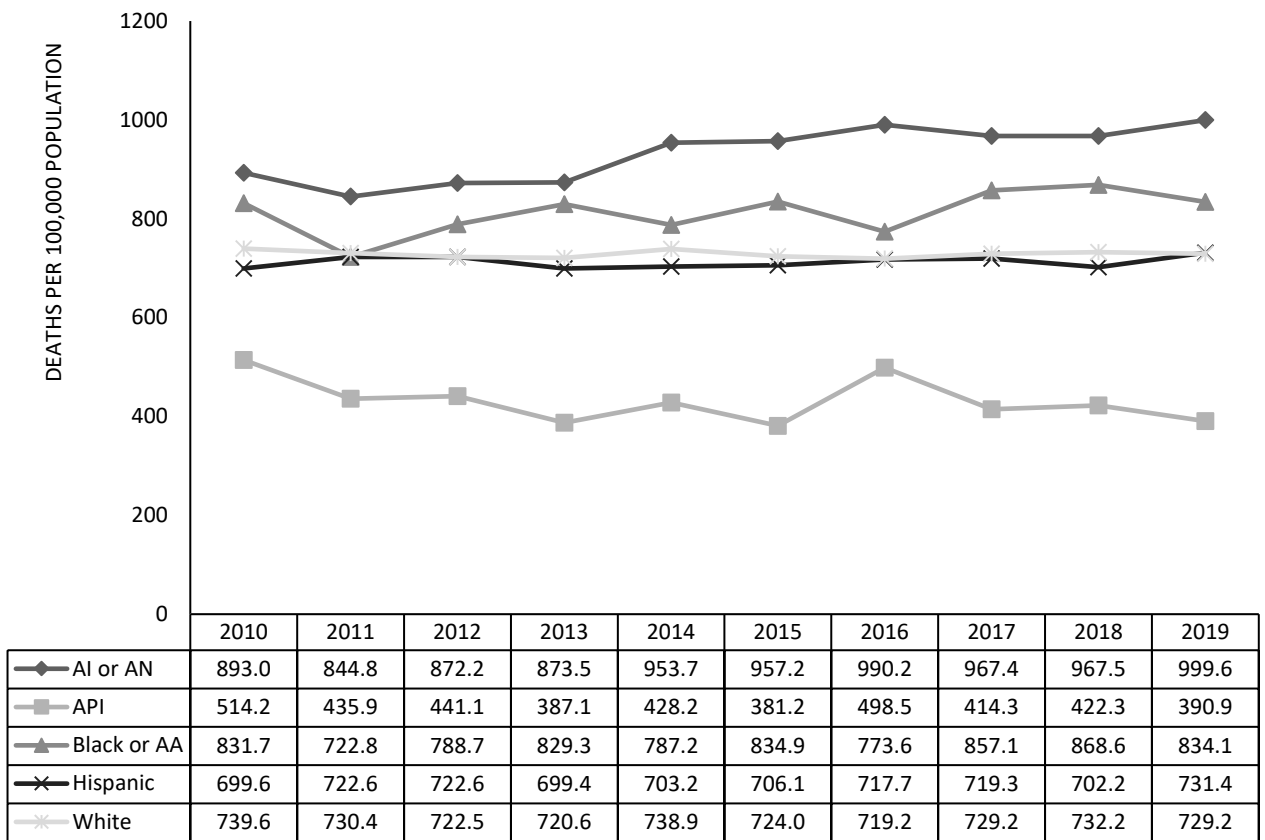 DEATHS PER 100,000 POPULATION
1200
1000
800
600
400
200
0
2010 2011 2012 2013 2014 2015 2016 2017 2018 2019
AI or AN 893.0 844.8 872.2 873.5 953.7 957.2 990.2 967.4 967.5 999.6
API 514.2 435.9 441.1 387.1 428.2 381.2 498.5 414.3 422.3 390.9
Black or AA 831.7 722.8 788.7 829.3 787.2 834.9 773.6 857.1 868.6 834.1
Hispanic 699.6 722.6 722.6 699.4 703.2 706.1 717.7 719.3 702.2 731.4
White 739.6 730.4 722.5 720.6 738.9 724.0 719.2 729.2 732.2 729.2